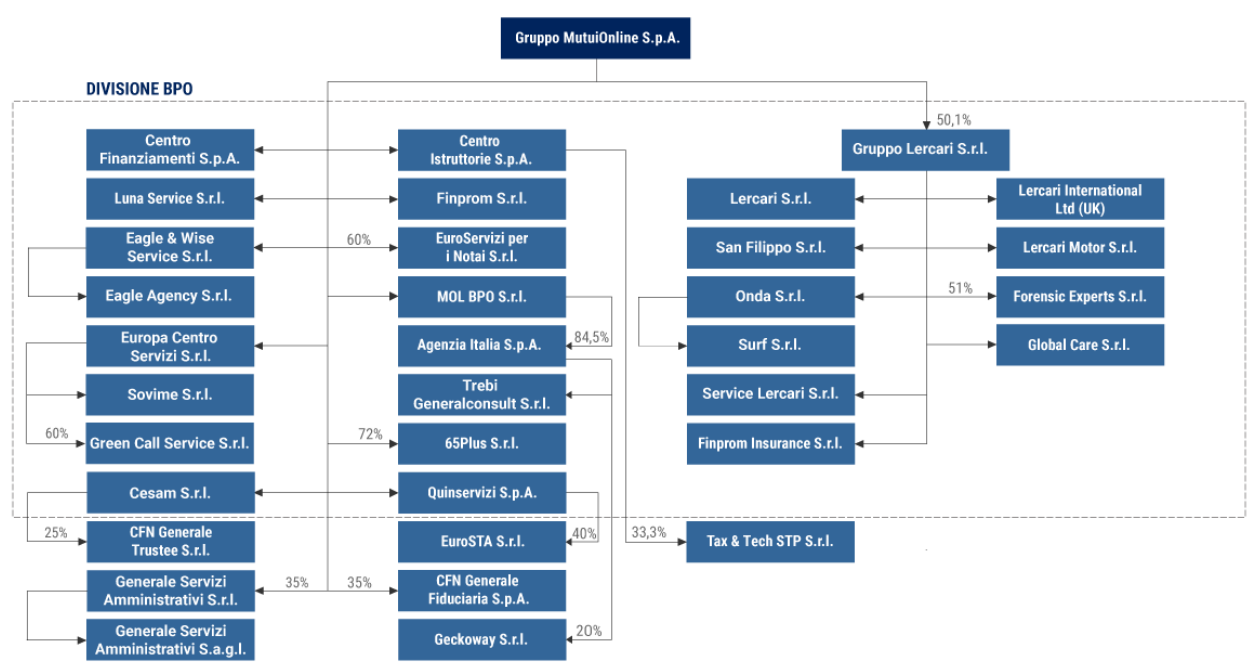 Gruppo MutuiOnline S.p.A.
DIVISIONE BPO
50,1%
Centro
Finanziamenti S.p.A.
Centro
Istruttorie S.p.A.
Gruppo Lercari S.r.l.
Luna Service S.r.l.
Finprom S.r.l.
Lercari S.r.l.
Lercari International
Ltd (UK)
Eagle & Wise
Service S.r.l.
60%
EuroServizi per
i Notai S.r.l.
San Filippo S.r.l.
Lercari Motor S.r.l.
Eagle Agency S.r.l.
MOL BPO S.r.l.
Onda S.r.l.
51%
Forensic Experts S.r.l.
Europa Centro
Servizi S.r.l.
Agenzia Italia S.p.A.
84,5%
Surf S.r.l.
Global Care S.r.l.
Sovime S.r.l.
Trebi
Generalconsult S.r.l.
Service Lercari S.r.l.
60%
Green Call Service S.r.l.
72%
65Plus S.r.l.
Finprom Insurance S.r.l.
Cesam S.r.l.
Quinservizi S.p.A.
25%
CFN Generale
Trustee S.r.l.
EuroSTA S.r.l.
40%
33,3%
Tax & Tech STP S.r.l.
Generale Servizi
Amministrativi S.r.l.
35%
35%
CFN Generale
Fiduciaria S.p.A.
Generale Servizi
Amministrativi S.a.g.l.
Geckoway S.r.l.
20%